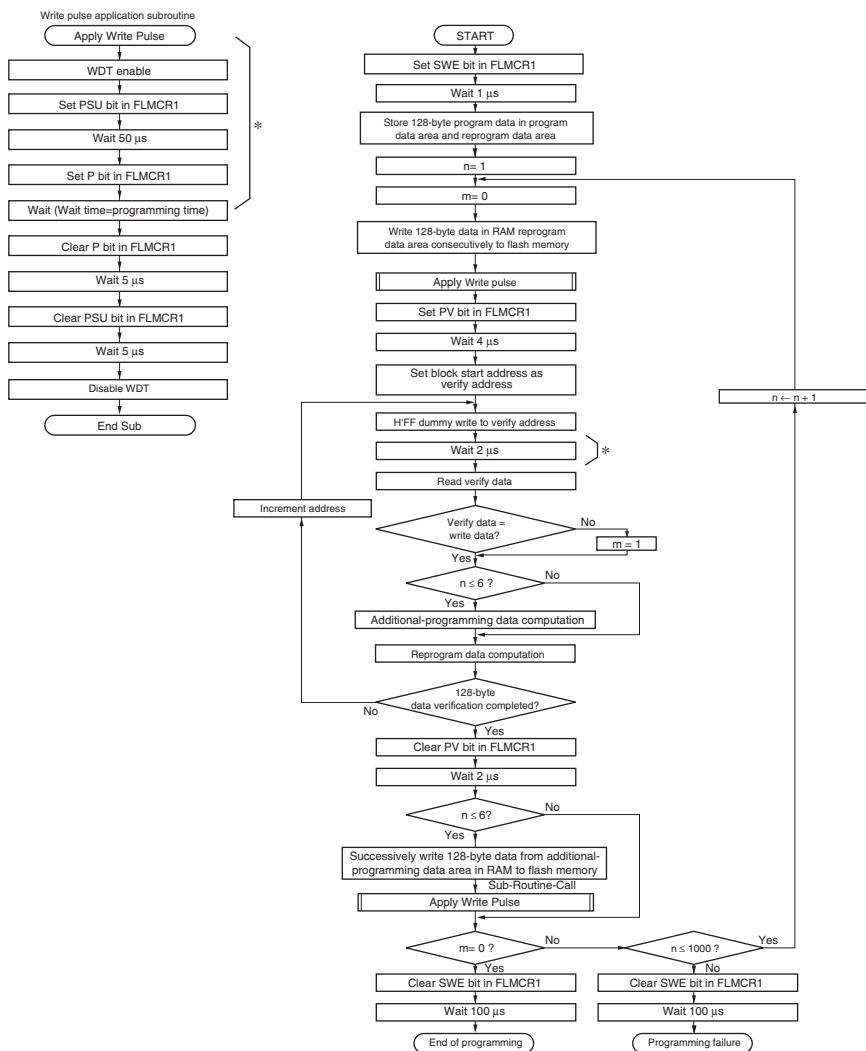 Write pulse application subroutine
Apply Write Pulse
WDT enable
Set PSU bit in FLMCR1
Wait 50 µs
Set P bit in FLMCR1
Wait (Wait time=programming time)
Clear P bit in FLMCR1
Wait 5 µs
Clear PSU bit in FLMCR1
Wait 5 µs
Disable WDT
End Sub
*
START
Set SWE bit in FLMCR1
Wait 1 µs
Store 128-byte program data in program
data area and reprogram data area
n= 1
m= 0
Write 128-byte data in RAM reprogram
data area consecutively to flash memory
Apply Write pulse
Set PV bit in FLMCR1
Wait 4 µs
Set block start address as
verify address
n ← n + 1
H'FF dummy write to verify address
Wait 2 µs
*
Read verify data
Increment address
Verify data =
write data?
No
m = 1
Yes
n ≤ 6 ?
No
Yes
Additional-programming data computation
Reprogram data computation
128-byte
data verification completed?
No
Yes
Clear PV bit in FLMCR1
Wait 2 µs
n ≤ 6?
No
Yes
Successively write 128-byte data from additional-
programming data area in RAM to flash memory
Sub-Routine-Call
Apply Write Pulse
m= 0 ?
No
n ≤ 1000 ?
Yes
Yes
No
Clear SWE bit in FLMCR1
Clear SWE bit in FLMCR1
Wait 100 µs
Wait 100 µs
End of programming
Programming failure